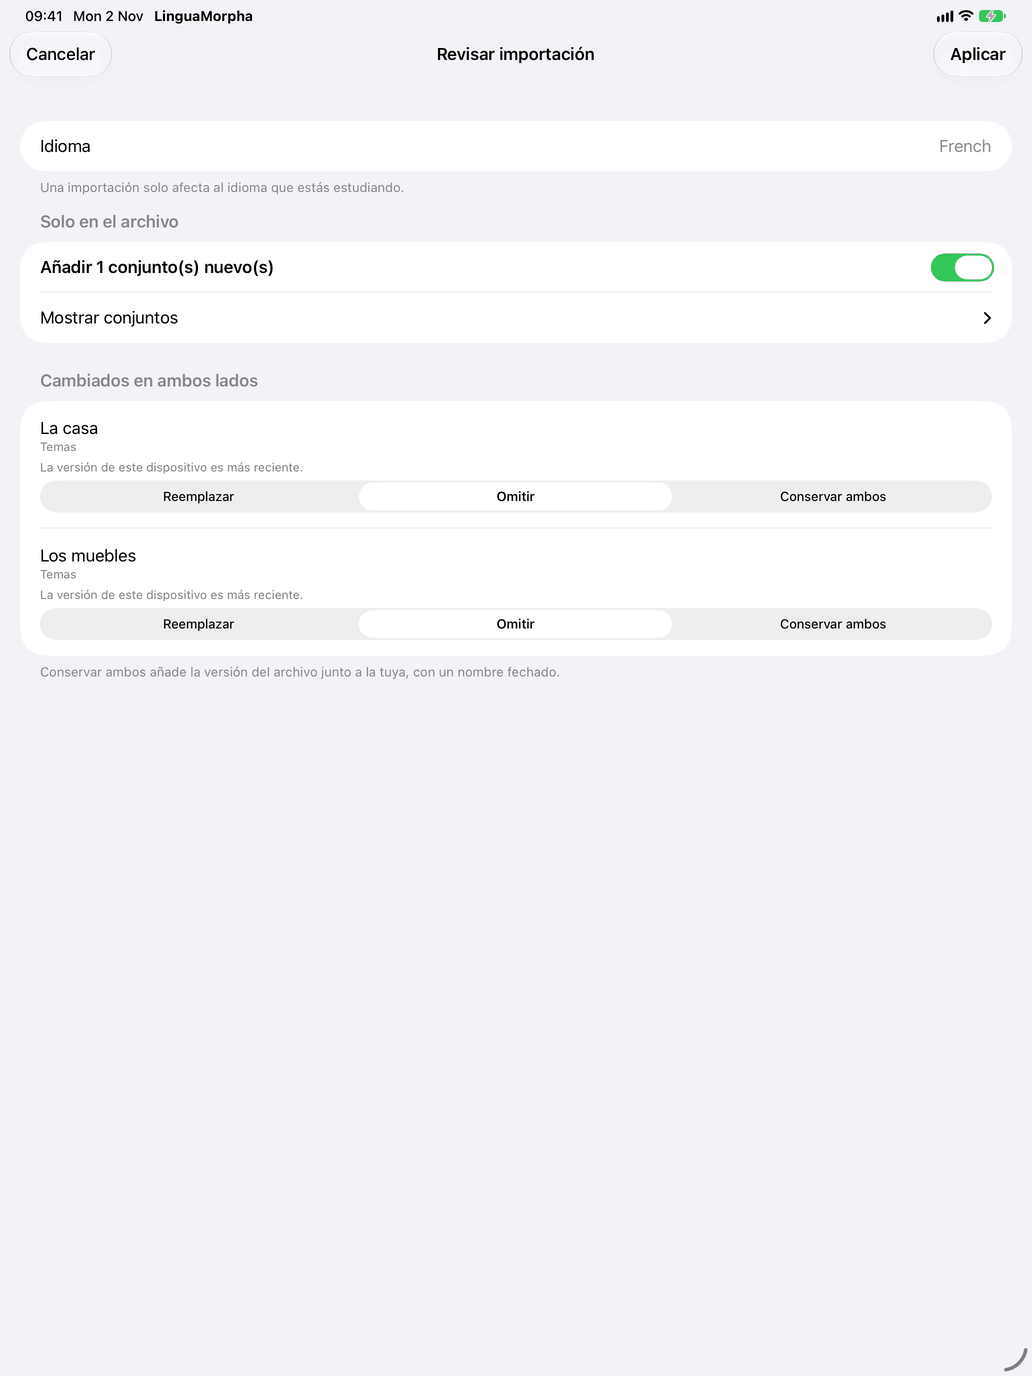 09:41 Mon 2 Nov LinguaMorpha
Cancelar
Revisar importación
Aplicar
Idioma
French
Una importación solo afecta al idioma que estás estudiando.
Solo en el archivo
Añadir 1 conjunto(s) nuevo(s)
Mostrar conjuntos
Cambiados en ambos lados
La casa
Temas
La versión de este dispositivo es más reciente.
Reemplazar Omitir Conservar ambos
Los muebles
Temas
La versión de este dispositivo es más reciente.
Reemplazar Omitir Conservar ambos
Conservar ambos añade la versión del archivo junto a la tuya, con un nombre fechado.